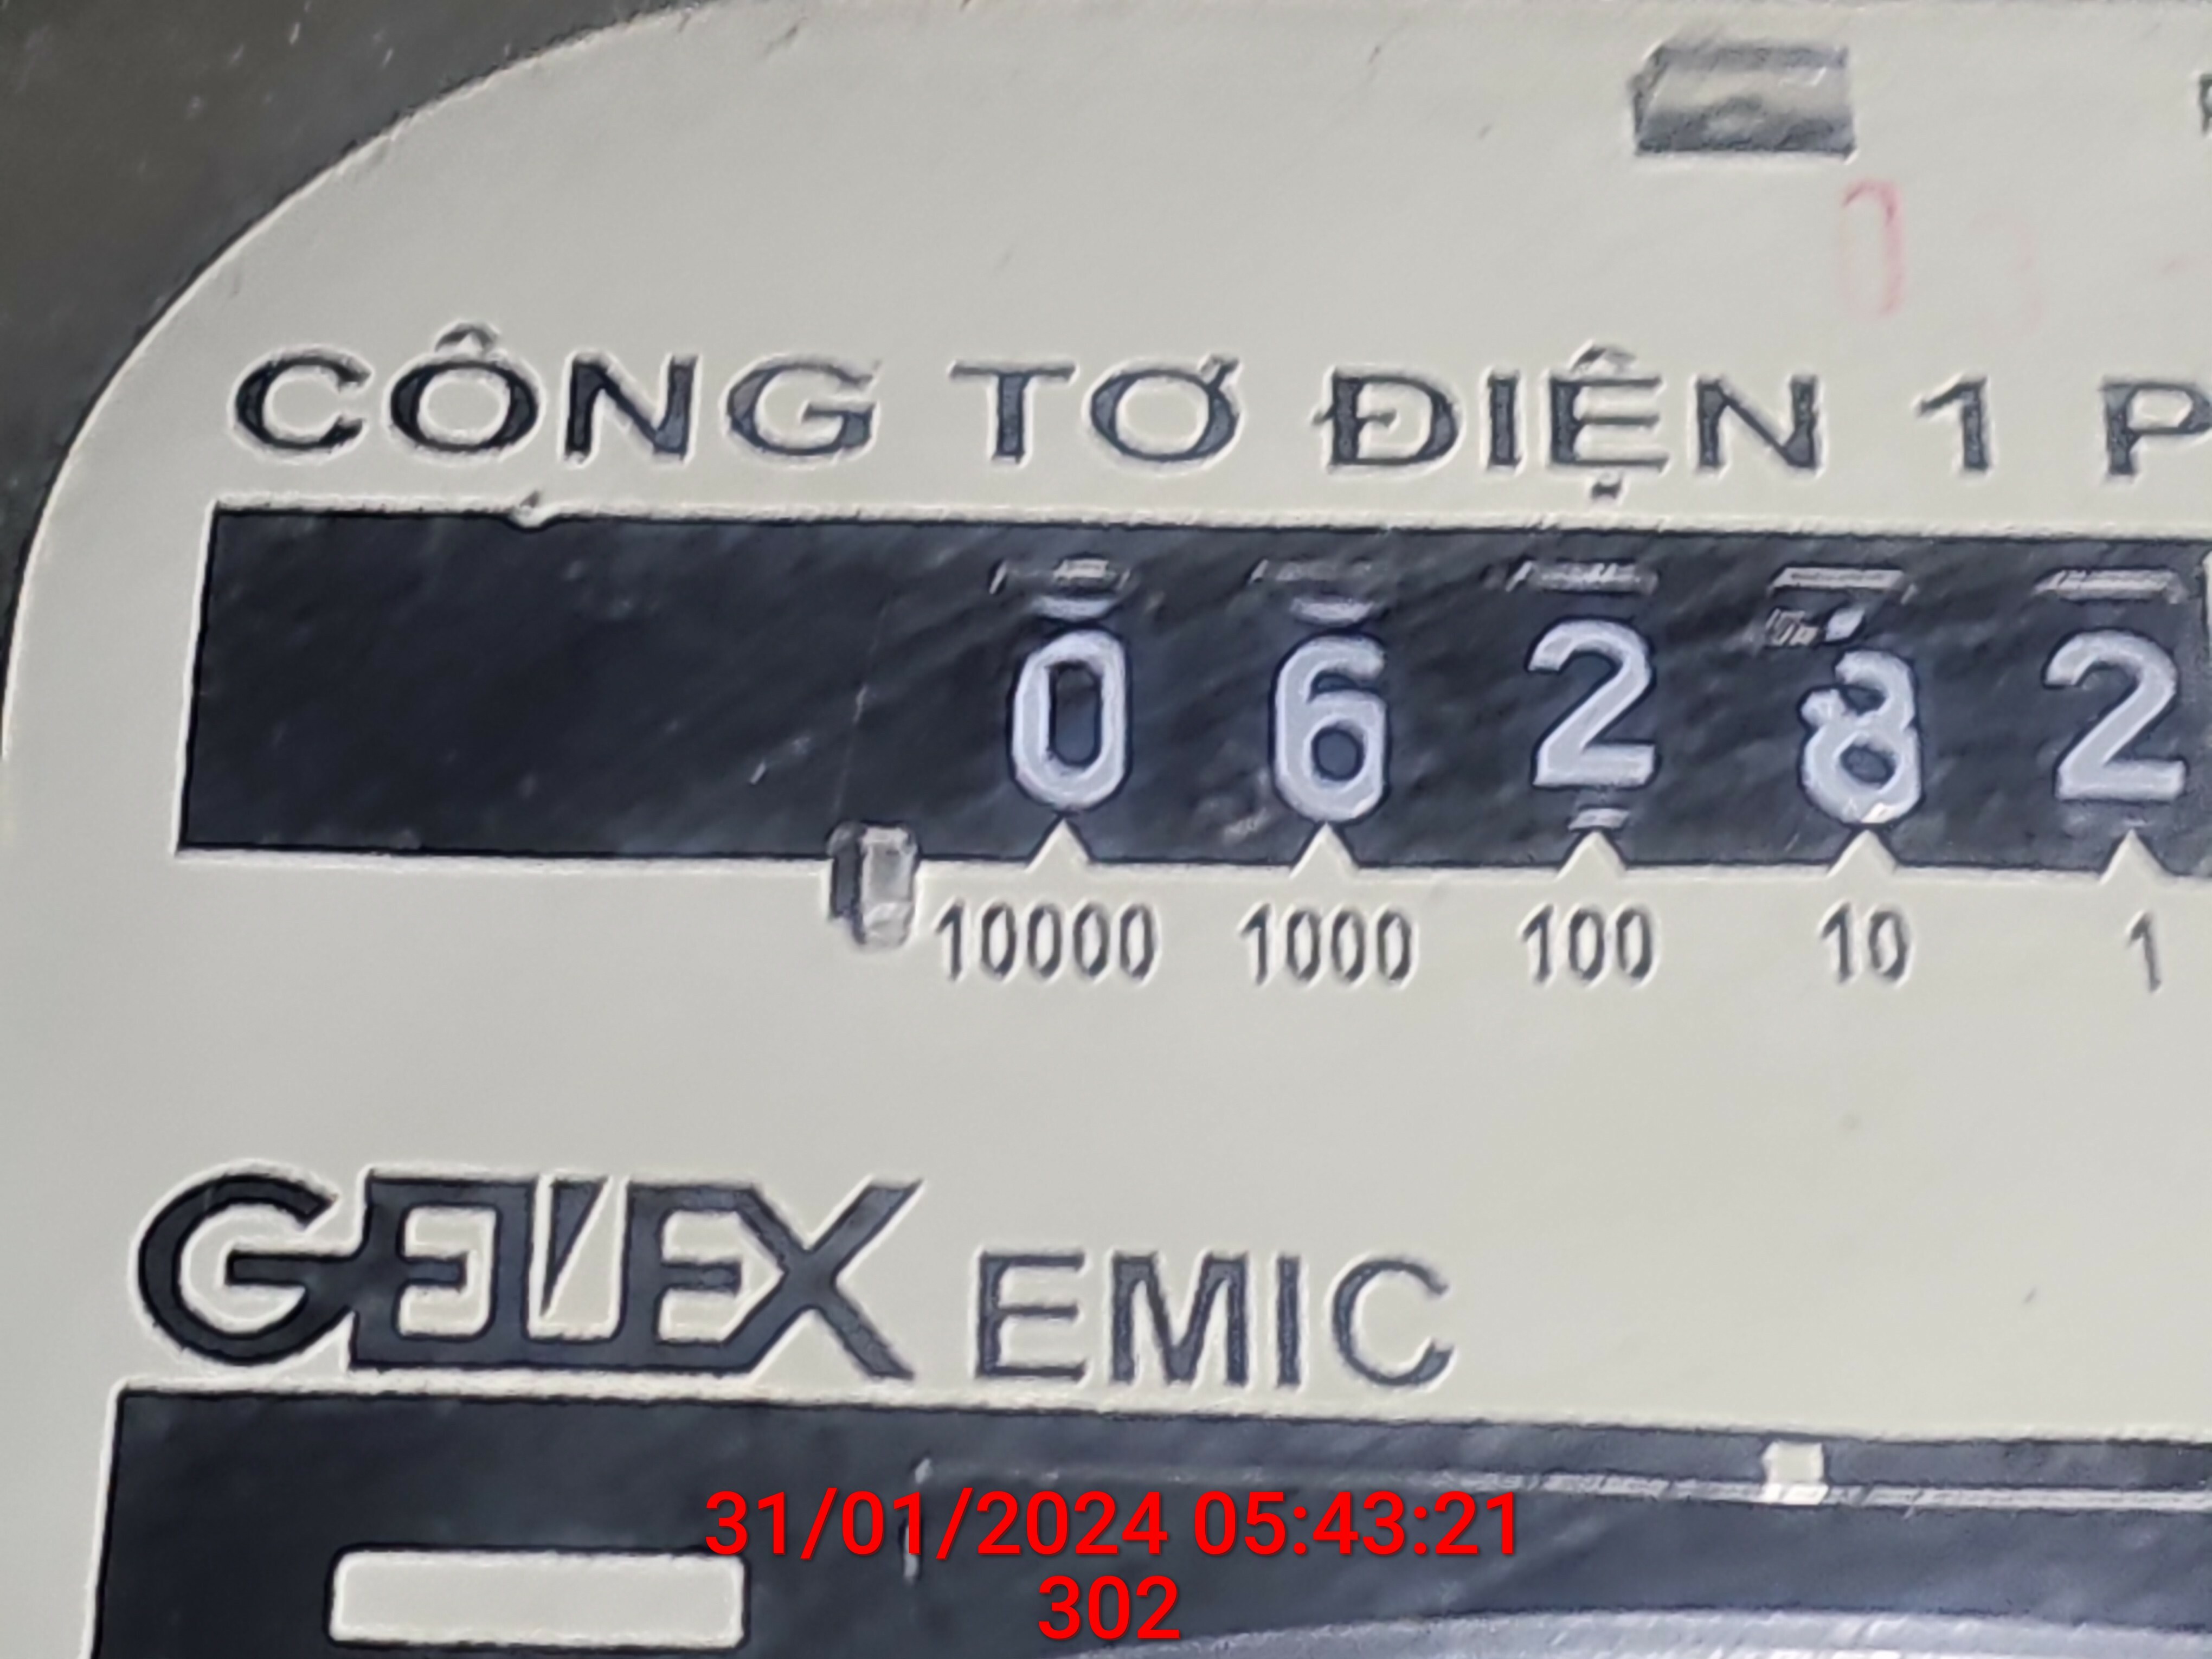 CÔNG TƠ ĐIỆN 1 P
0 6 2 8 2
10000 1000 100 10 1
GELEX EMIC
31/01/2024 05:43:21
302